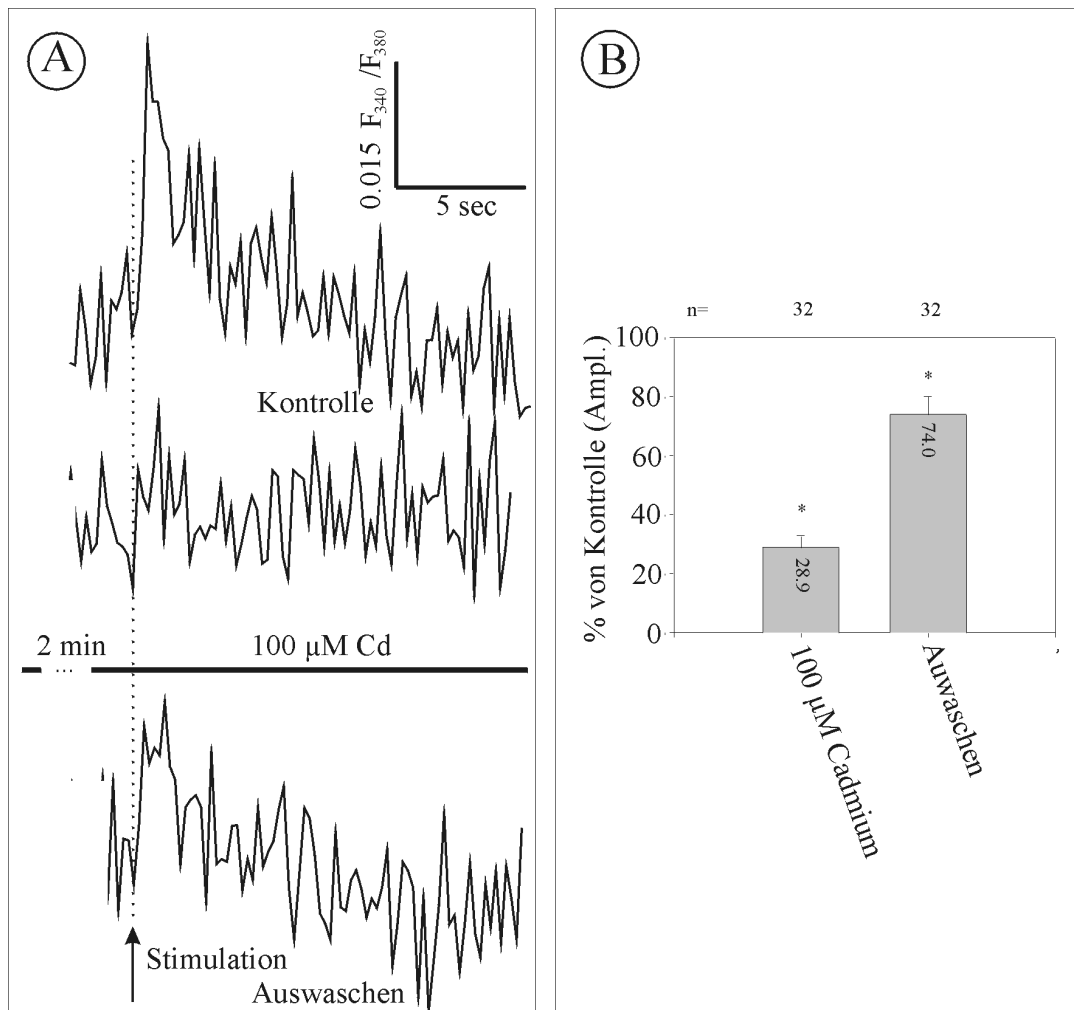 A
0.015 F340 /F380
5 sec
Kontrolle
2 min
...
100 µM Cd
Stimulation
Auswaschen
B
n= 32 32
% von Kontrolle (Ampl.)
100
80
60
40
20
0
*
28.9
*
74.0
100 µM Cadmium
Auwaschen